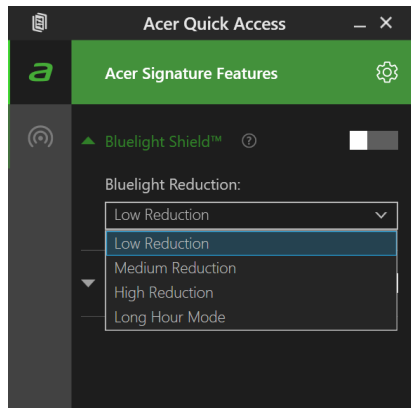 Acer Quick Access
a
Acer Signature Features
Bluelight Shield™ ?
Bluelight Reduction:
Low Reduction
Low Reduction
Medium Reduction
High Reduction
Long Hour Mode